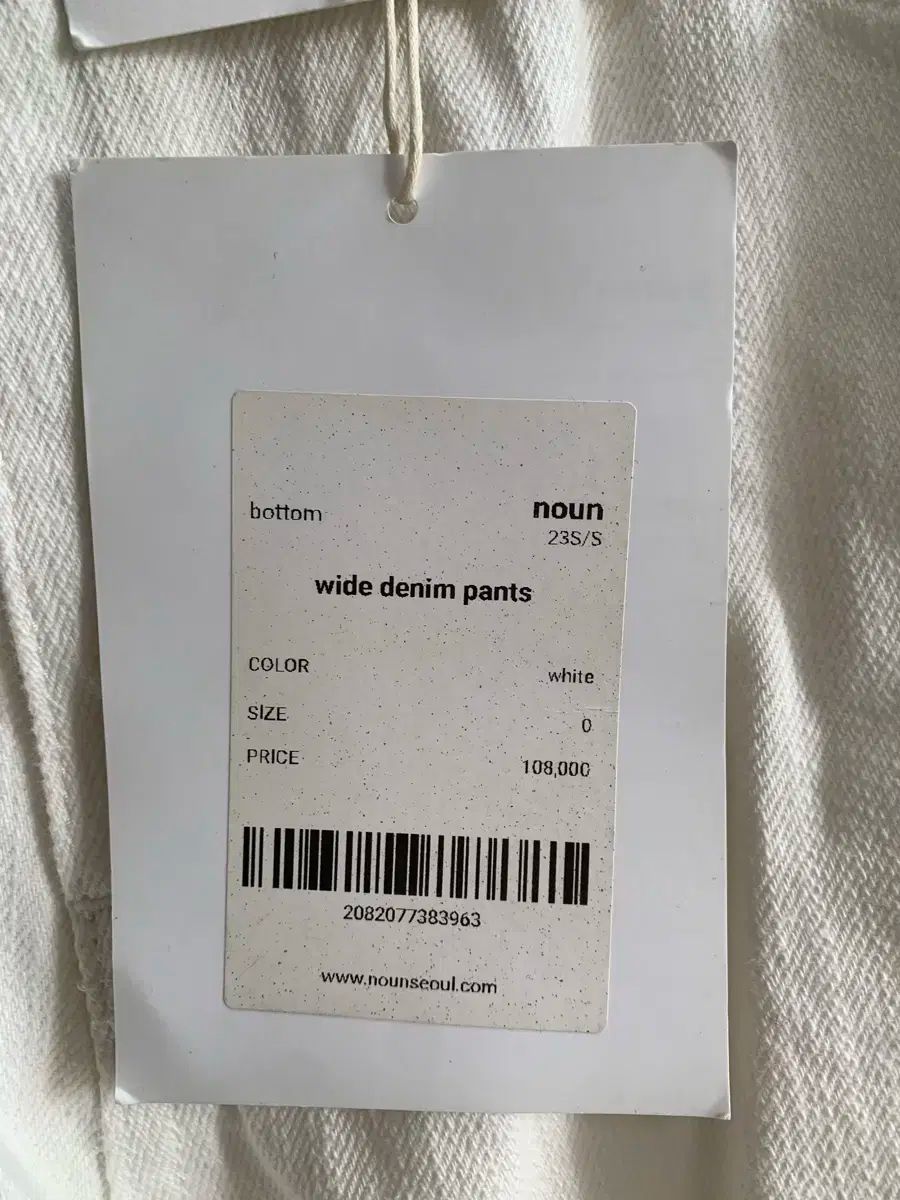 bottom noun
23S/S
wide denim pants
COLOR white
SIZE 0
PRICE 108,000
2082077383963
www.nounseoul.com